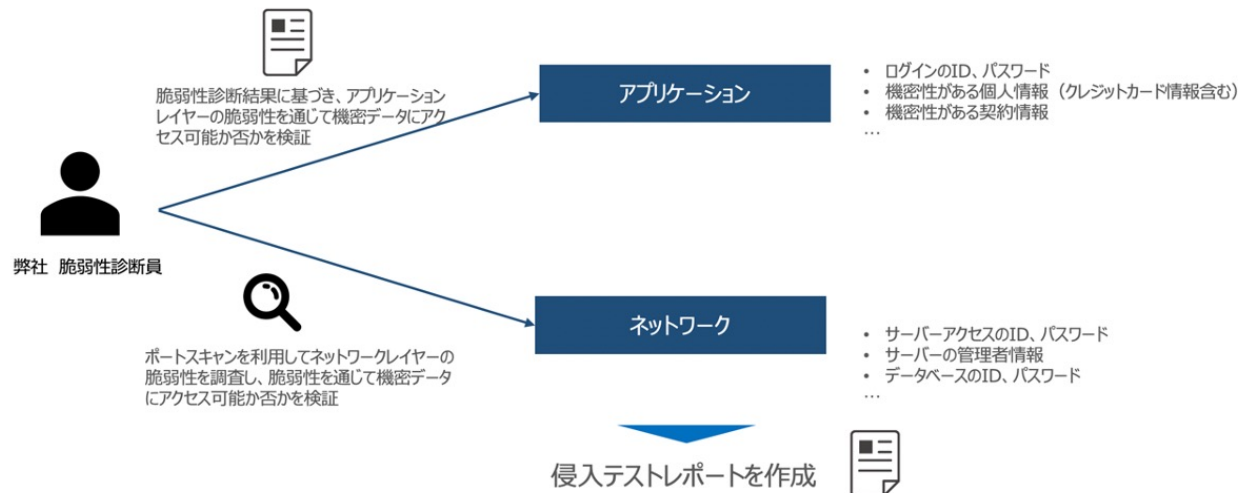 脆弱性診断結果に基づき、アプリケーション
レイヤーの脆弱性を通じて機密データにアク
セス可能か否かを検証
アプリケーション
• ログインのID、パスワード
• 機密性がある個人情報（クレジットカード情報含む）
• 機密性がある契約情報
…
弊社 脆弱性診断員
ポートスキャンを利用してネットワークレイヤーの
脆弱性を調査し、脆弱性を通じて機密データ
にアクセス可能か否かを検証
ネットワーク
• サーバーアクセスのID、パスワード
• サーバーの管理者情報
• データベースのID、パスワード
…
侵入テストレポートを作成